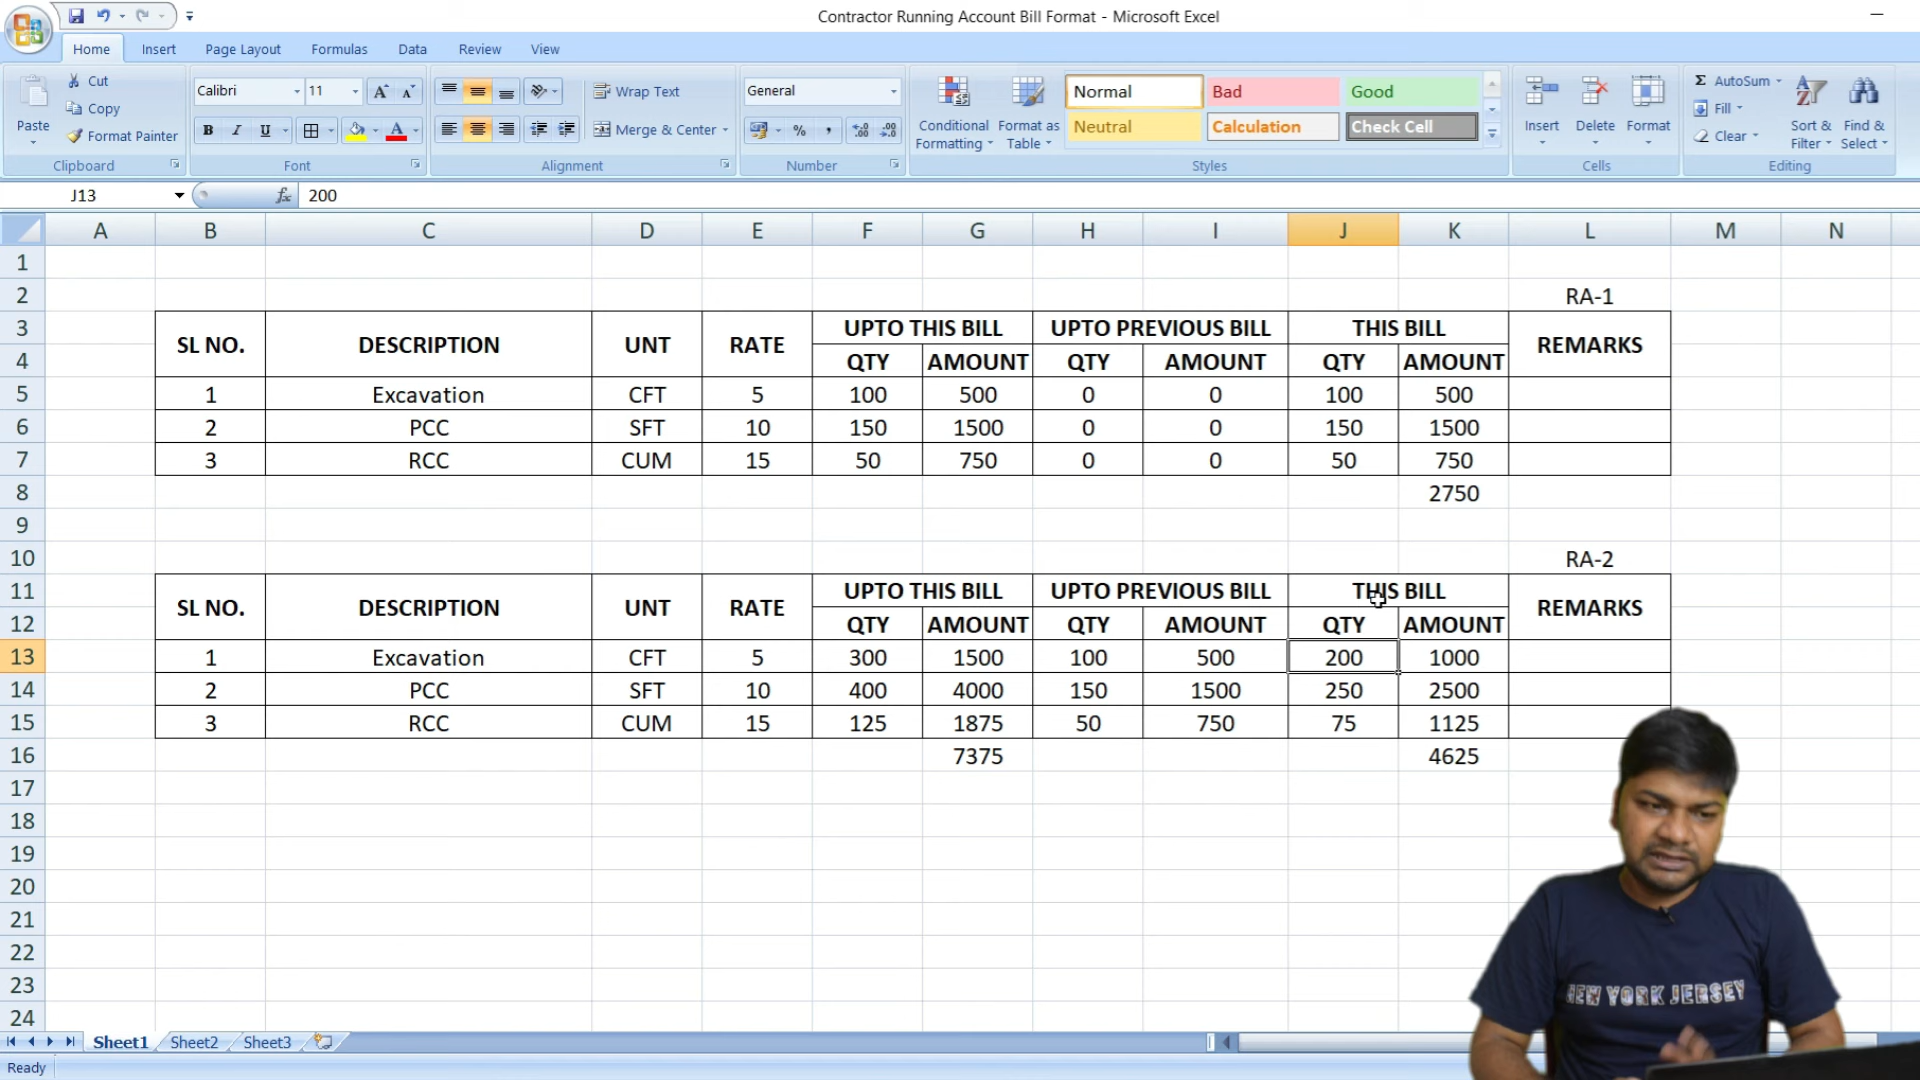 Contractor Running Account Bill Format - Microsoft Excel
Home Insert Page Layout Formulas Data Review View
Paste Cut Copy Format Painter Clipboard
Calibri 11 A A B I U A Font
Wrap Text Merge & Center Alignment
General % , .0 .00 .00 .0 Number
Conditional Formatting Format as Table Normal Bad Good Neutral Calculation Check Cell Styles
Insert Delete Format Cells
Σ AutoSum Fill Clear Sort & Filter Find & Select Editing
J13 fx 200
A B C D E F G H I J K L M N
1
2 RA-1
3 SL NO. DESCRIPTION UNT RATE UPTO THIS BILL UPTO PREVIOUS BILL THIS BILL REMARKS
4 QTY AMOUNT QTY AMOUNT QTY AMOUNT
5 1 Excavation CFT 5 100 500 0 0 100 500
6 2 PCC SFT 10 150 1500 0 0 150 1500
7 3 RCC CUM 15 50 750 0 0 50 750
8 2750
9
10 RA-2
11 SL NO. DESCRIPTION UNT RATE UPTO THIS BILL UPTO PREVIOUS BILL THIS BILL REMARKS
12 QTY AMOUNT QTY AMOUNT QTY AMOUNT
13 1 Excavation CFT 5 300 1500 100 500 200 1000
14 2 PCC SFT 10 400 4000 150 1500 250 2500
15 3 RCC CUM 15 125 1875 50 750 75 1125
16 7375 4625
17
18
19
20
21
22
23
24
NEW YORK JERSEY
Sheet1 Sheet2 Sheet3
Ready